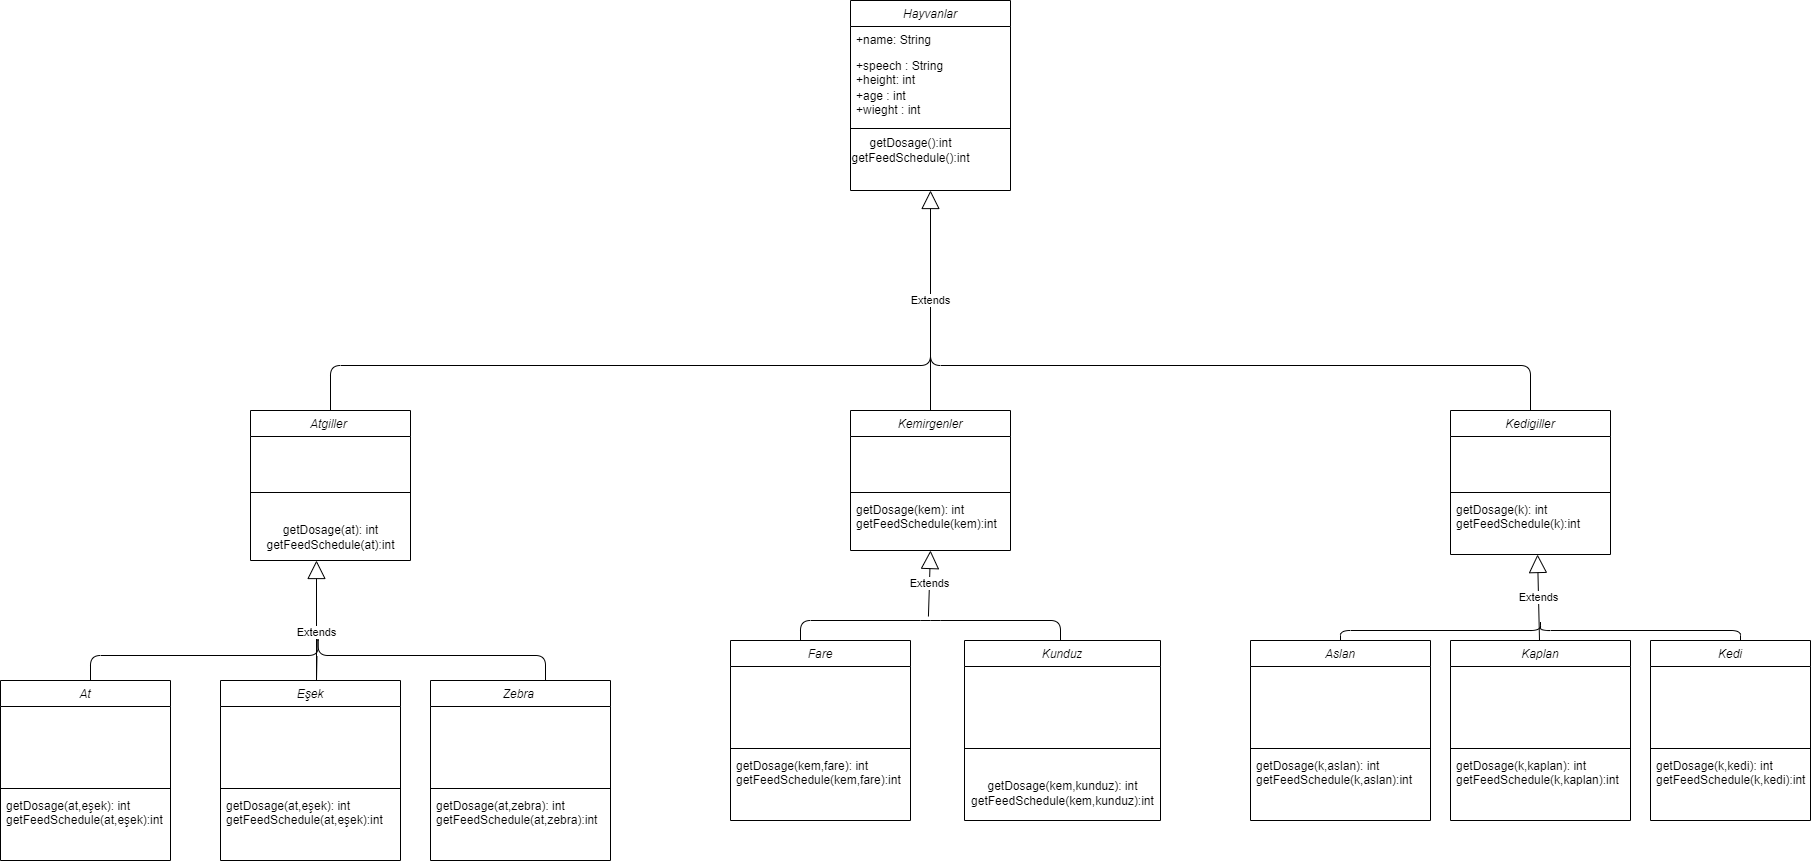 Hayvanlar
+name: String
+speech : String
+height: int
+age : int
+wieght : int
getDosage():int
getFeedSchedule():int
Extends
Atgiller
getDosage(at): int
getFeedSchedule(at):int
Kemirgenler
getDosage(kem): int
getFeedSchedule(kem):int
Kedigiller
getDosage(k): int
getFeedSchedule(k):int
Extends
Extends
Extends
At
getDosage(at,eşek): int
getFeedSchedule(at,eşek):int
Eşek
getDosage(at,eşek): int
getFeedSchedule(at,eşek):int
Zebra
getDosage(at,zebra): int
getFeedSchedule(at,zebra):int
Fare
getDosage(kem,fare): int
getFeedSchedule(kem,fare):int
Kunduz
getDosage(kem,kunduz): int
getFeedSchedule(kem,kunduz):int
Aslan
getDosage(k,aslan): int
getFeedSchedule(k,aslan):int
Kaplan
getDosage(k,kaplan): int
getFeedSchedule(k,kaplan):int
Kedi
getDosage(k,kedi): int
getFeedSchedule(k,kedi):int